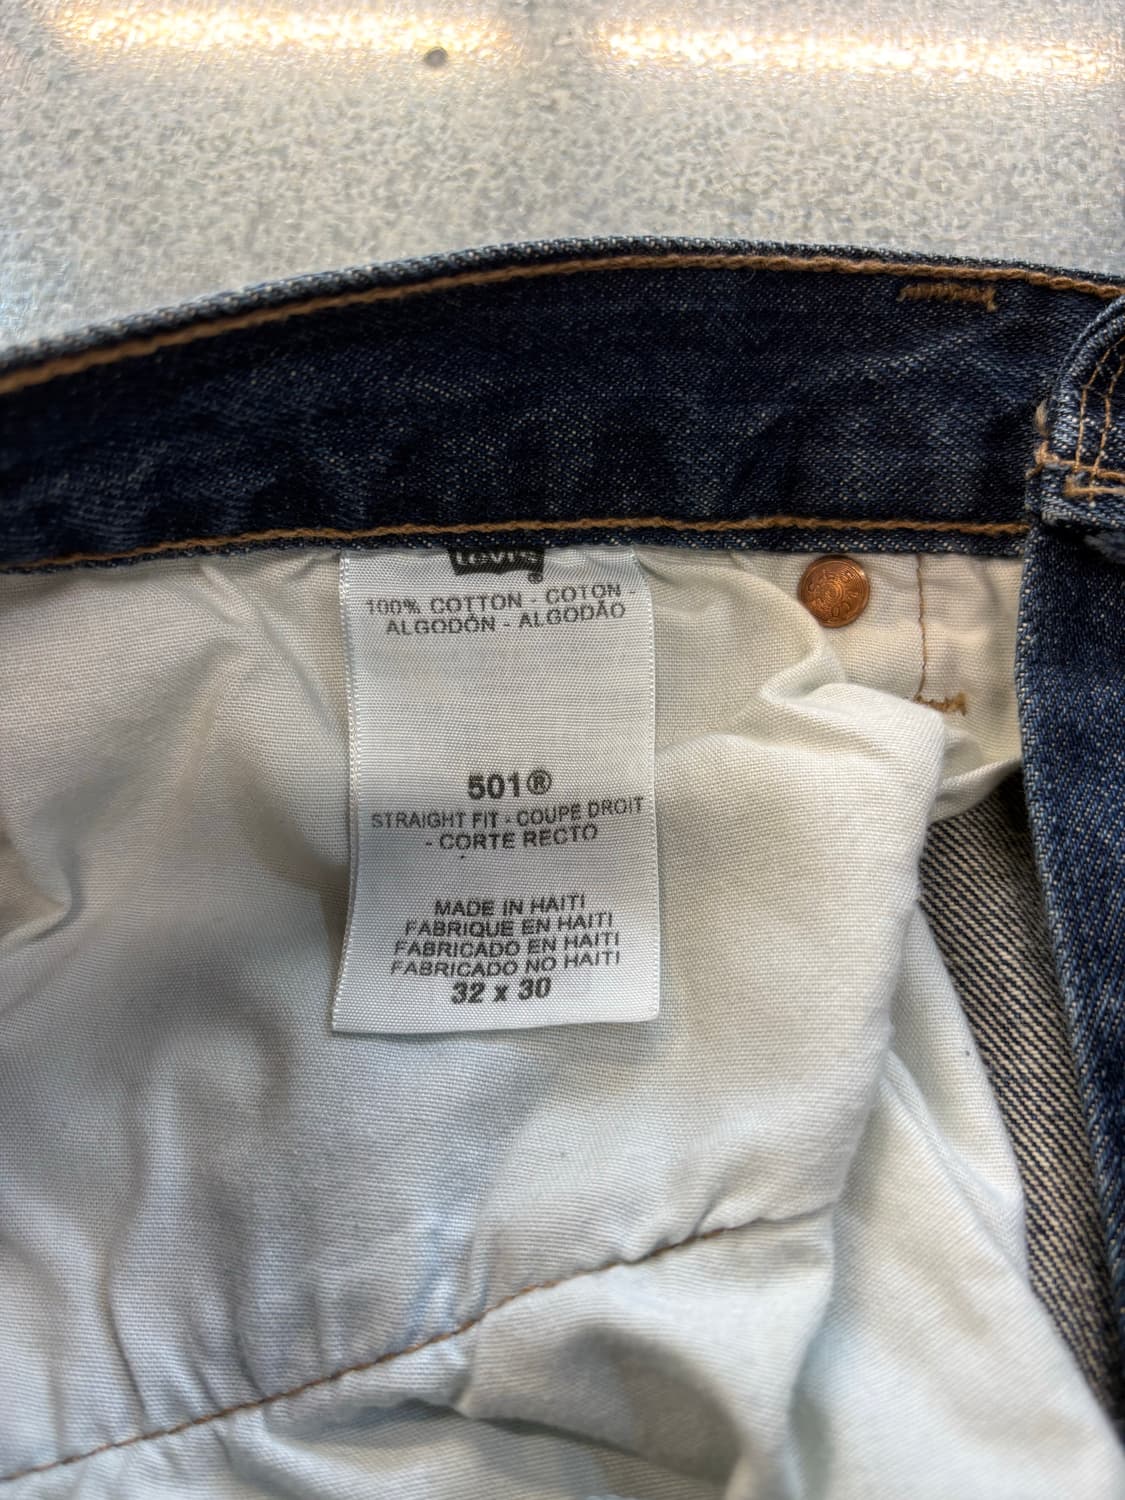 Levi's®
100% COTTON - COTON -
ALGODÓN - ALGODÃO
501®
STRAIGHT FIT - COUPE DROIT
- CORTE RECTO
MADE IN HAITI
FABRIQUE EN HAITI
FABRICADO EN HAITI
FABRICADO NO HAITI
32 x 30